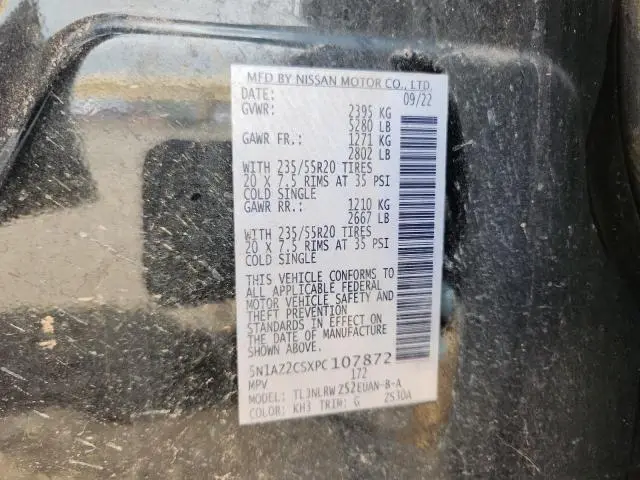 MFD BY NISSAN MOTOR CO., LTD.
DATE: 09/22
GVWR: 2395 KG
5280 LB
GAWR FR.: 1271 KG
2802 LB
WITH 235/55R20 TIRES
20 X 7.5 RIMS AT 35 PSI
COLD SINGLE
GAWR RR.: 1210 KG
2667 LB
WITH 235/55R20 TIRES
20 X 7.5 RIMS AT 35 PSI
COLD SINGLE
THIS VEHICLE CONFORMS TO
ALL APPLICABLE FEDERAL
MOTOR VEHICLE SAFETY AND
THEFT PREVENTION
STANDARDS IN EFFECT ON
THE DATE OF MANUFACTURE
SHOWN ABOVE.
5N1AZ2CSXPC107872
MPV 172
MODEL: TLJNLRW ZS2EUAN-B-A
COLOR: KH3 TRIM: G ZS30A